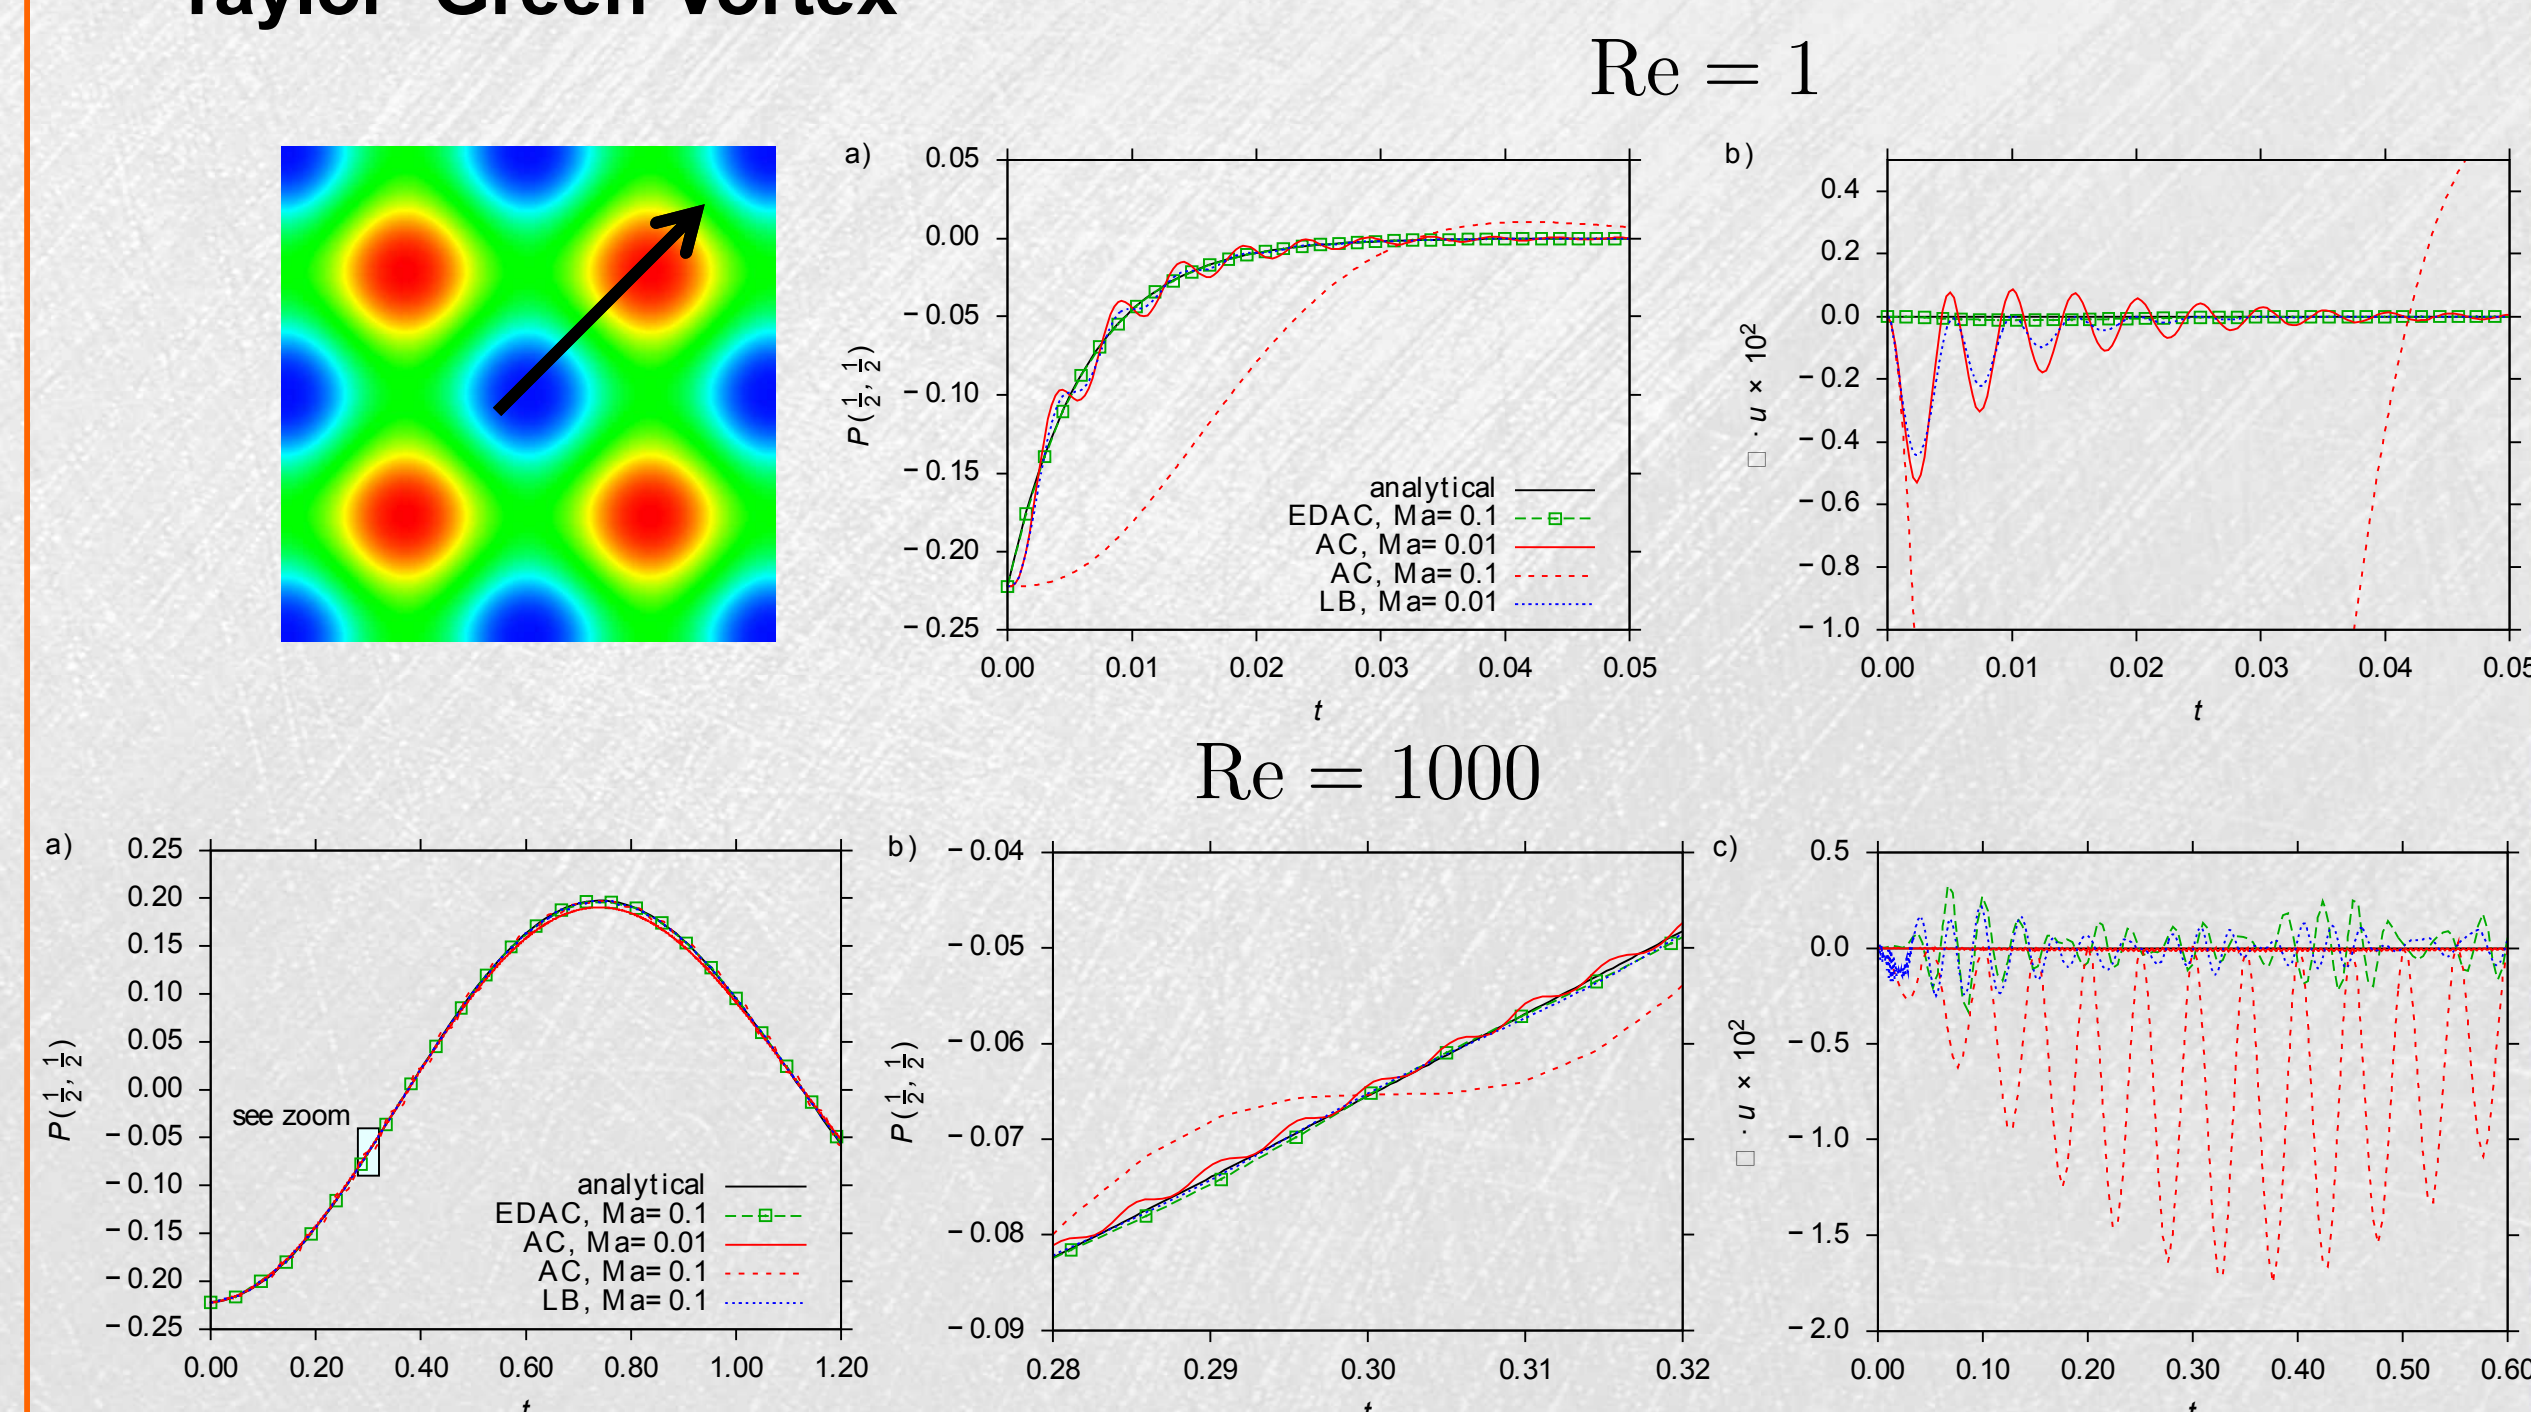 Taylor-Green vortex
Re = 1
a)
0.05
0.00
−0.05
−0.10
−0.15
−0.20
−0.25
P(1/2, 1/2)
analytical
EDAC, Ma=0.1
AC, Ma=0.01
AC, Ma=0.1
LB, Ma=0.01
0.00 0.01 0.02 0.03 0.04 0.05
t
b)
0.4
0.2
0.0
−0.2
−0.4
−0.6
−0.8
−1.0
□ · u × 10²
0.00 0.01 0.02 0.03 0.04 0.05
t
Re = 1000
a)
0.25
0.20
0.15
0.10
0.05
0.00
−0.05
−0.10
−0.15
−0.20
−0.25
P(1/2, 1/2)
see zoom
analytical
EDAC, Ma=0.1
AC, Ma=0.01
AC, Ma=0.1
LB, Ma=0.1
0.00 0.20 0.40 0.60 0.80 1.00 1.20
t
b)
−0.04
−0.05
−0.06
−0.07
−0.08
−0.09
P(1/2, 1/2)
0.28 0.29 0.30 0.31 0.32
t
c)
0.5
0.0
−0.5
−1.0
−1.5
−2.0
□ · u × 10²
0.00 0.10 0.20 0.30 0.40 0.50 0.60
t